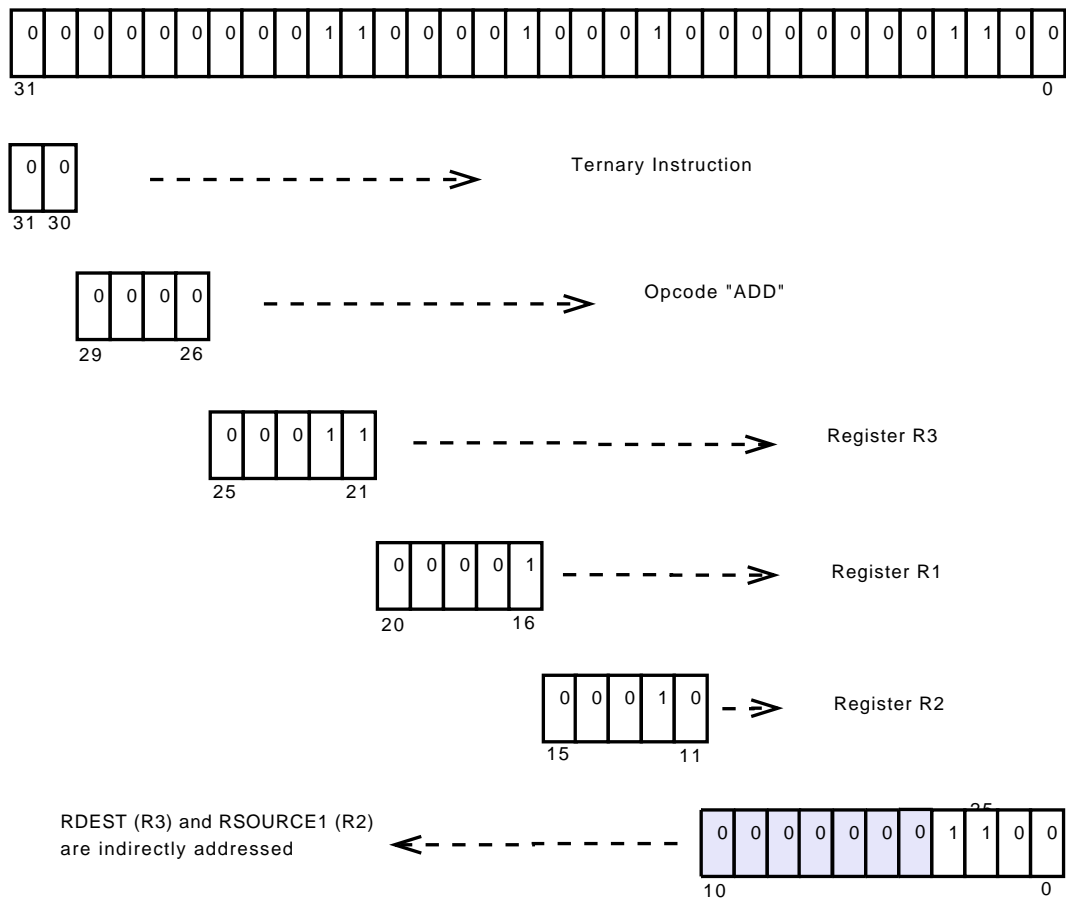 0 0 0 0 0 0 0 0 0 1 1 0 0 0 0 1 0 0 0 1 0 0 0 0 0 0 0 0 1 1 0 0
31 0
0 0 Ternary Instruction
31 30
0 0 0 0 Opcode "ADD"
29 26
0 0 0 1 1 Register R3
25 21
0 0 0 0 1 Register R1
20 16
0 0 0 1 0 Register R2
15 11
RDEST (R3) and RSOURCE1 (R2)
are indirectly addressed
0 0 0 0 0 0 0 1 1 0 0
10 0